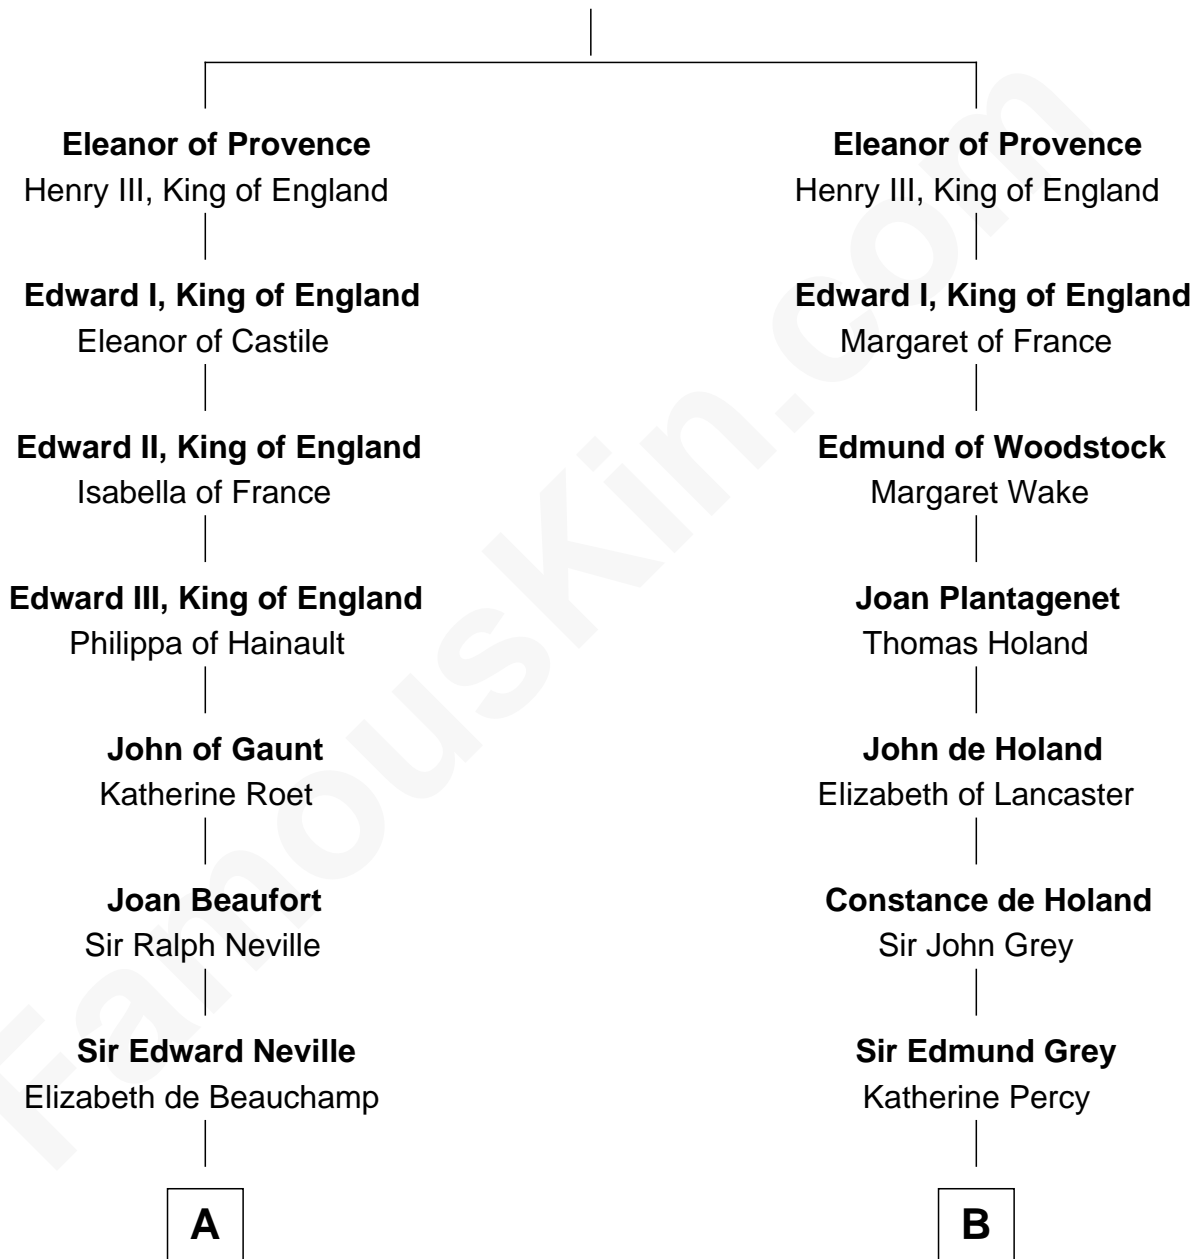 Eleanor of Provence
Henry III, King of England
Edward I, King of England
Eleanor of Castile
Edward II, King of England
Isabella of France
Edward III, King of England
Philippa of Hainault
John of Gaunt
Katherine Roet
Joan Beaufort
Sir Ralph Neville
Sir Edward Neville
Elizabeth de Beauchamp
A
Eleanor of Provence
Henry III, King of England
Edward I, King of England
Margaret of France
Edmund of Woodstock
Margaret Wake
Joan Plantagenet
Thomas Holand
John de Holand
Elizabeth of Lancaster
Constance de Holand
Sir John Grey
Sir Edmund Grey
Katherine Percy
B
FamousKin.com